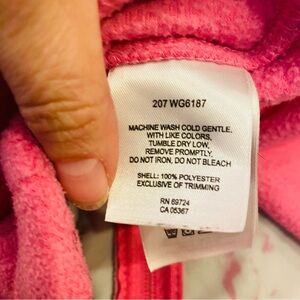 207 WG6187
MACHINE WASH COLD GENTLE,
WITH LIKE COLORS,
TUMBLE DRY LOW,
REMOVE PROMPTLY,
DO NOT IRON, DO NOT BLEACH
SHELL: 100% POLYESTER
EXCLUSIVE OF TRIMMING
RN 69724
CA 05367